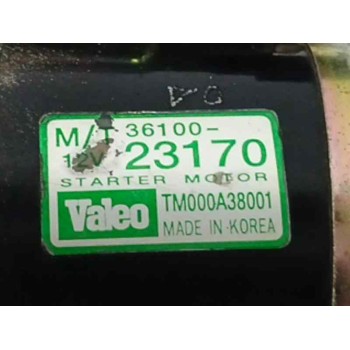 M/T 36100-
12V 23170
STARTER MOTOR
Valeo TM000A38001
MADE IN KOREA